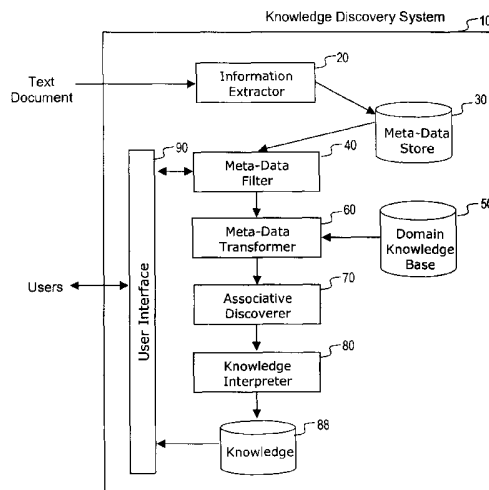 Knowledge Discovery System
10
20
Text
Document
Information
Extractor
30
Meta-Data
Store
90
40
Meta-Data
Filter
60
Meta-Data
Transformer
50
Domain
Knowledge
Base
Users
User Interface
70
Associative
Discoverer
80
Knowledge
Interpreter
88
Knowledge